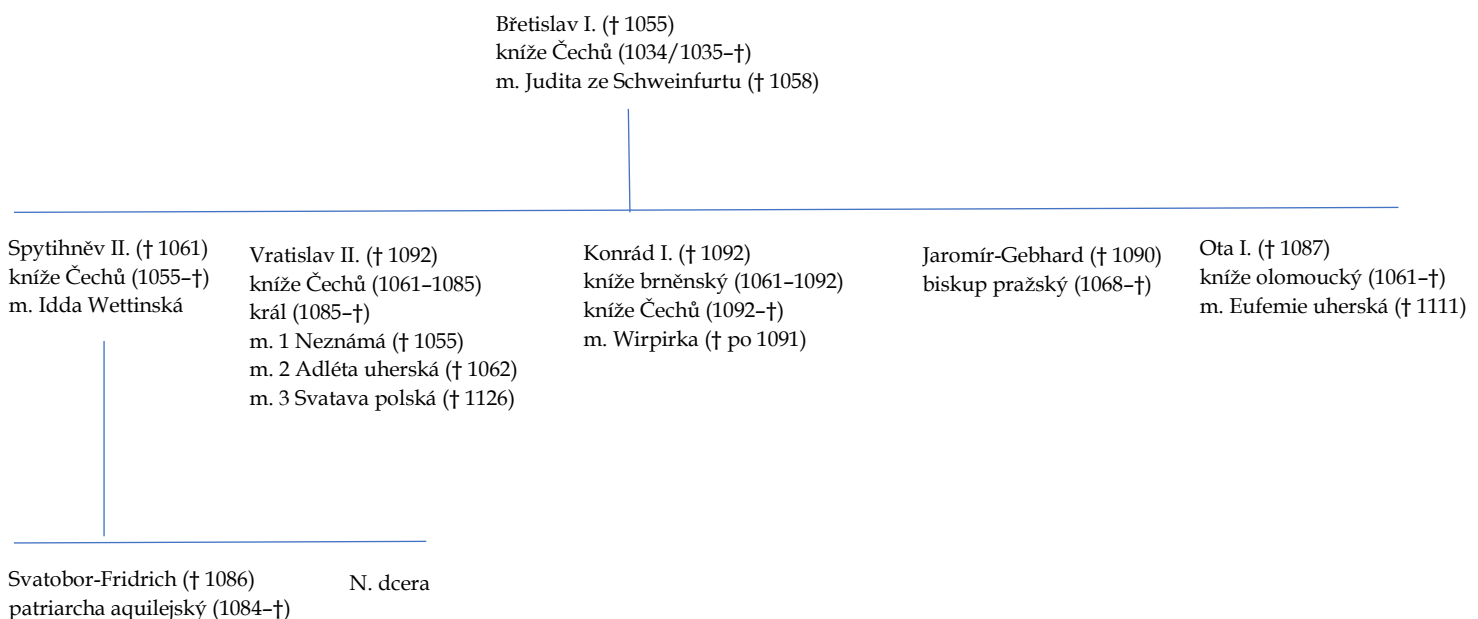 Břetislav I. († 1055)
kníže Čechů (1034/1035–†)
m. Judita ze Schweinfurtu († 1058)
Spytihněv II. († 1061)
kníže Čechů (1055–†)
m. Idda Wettinská
Vratislav II. († 1092)
kníže Čechů (1061–1085)
král (1085–†)
m. 1 Neznámá († 1055)
m. 2 Adléta uherská († 1062)
m. 3 Svatava polská († 1126)
Konrád I. († 1092)
kníže brněnský (1061–1092)
kníže Čechů (1092–†)
m. Wirpirka († po 1091)
Jaromír-Gebhard († 1090)
biskup pražský (1068–†)
Ota I. († 1087)
kníže olomoucký (1061–†)
m. Eufemie uherská († 1111)
Svatobor-Fridrich († 1086)
patriarcha aquilejský (1084–†)
N. dcera